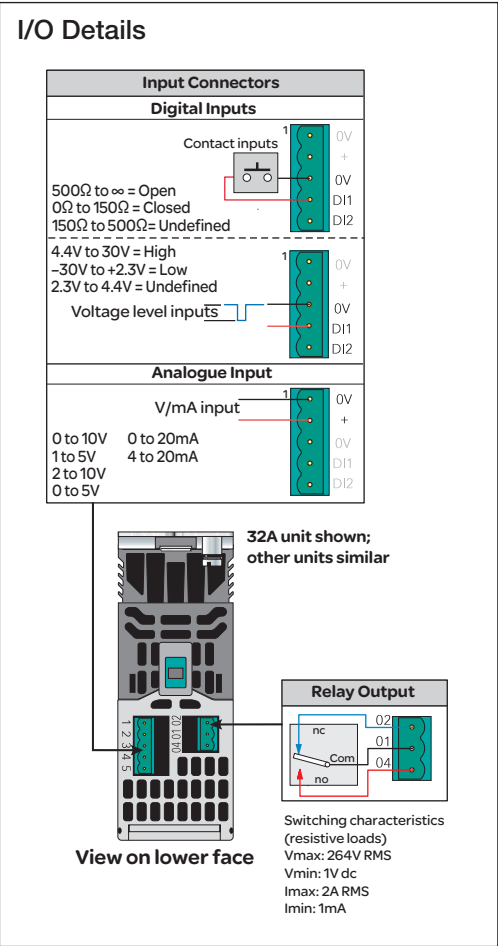 I/O Details
Input Connectors
Digital Inputs
Contact inputs
1
0V
+
0V
DI1
DI2
500Ω to ∞ = Open
0Ω to 150Ω = Closed
150Ω to 500Ω= Undefined
4.4V to 30V = High
–30V to +2.3V = Low
2.3V to 4.4V = Undefined
Voltage level inputs
1
0V
+
0V
DI1
DI2
Analogue Input
V/mA input
1
0V
+
0V
DI1
DI2
0 to 10V 0 to 20mA
1 to 5V 4 to 20mA
2 to 10V
0 to 5V
32A unit shown;
other units similar
1 2 3 4 5
04 01 02
View on lower face
Relay Output
nc
Com
no
02
01
04
Switching characteristics
(resistive loads)
Vmax: 264V RMS
Vmin: 1V dc
Imax: 2A RMS
Imin: 1mA